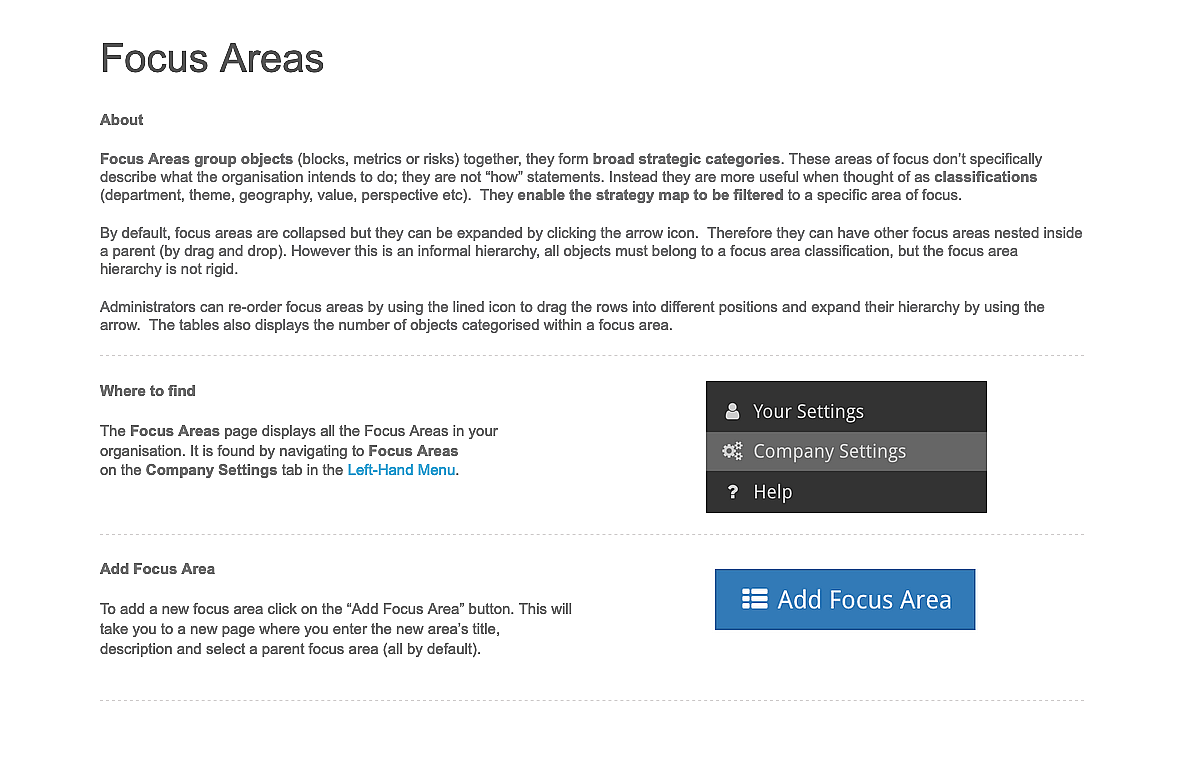 Focus Areas
About
Focus Areas group objects (blocks, metrics or risks) together, they form broad strategic categories. These areas of focus don’t specifically
describe what the organisation intends to do; they are not “how” statements. Instead they are more useful when thought of as classifications
(department, theme, geography, value, perspective etc).  They enable the strategy map to be filtered to a specific area of focus.
By default, focus areas are collapsed but they can be expanded by clicking the arrow icon.  Therefore they can have other focus areas nested inside
a parent (by drag and drop). However this is an informal hierarchy, all objects must belong to a focus area classification, but the focus area
hierarchy is not rigid.
Administrators can re-order focus areas by using the lined icon to drag the rows into different positions and expand their hierarchy by using the
arrow.  The tables also displays the number of objects categorised within a focus area.
Where to find
The Focus Areas page displays all the Focus Areas in your
organisation. It is found by navigating to Focus Areas
on the Company Settings tab in the Left-Hand Menu.
Your Settings
Company Settings
? Help
Add Focus Area
To add a new focus area click on the “Add Focus Area” button. This will
take you to a new page where you enter the new area’s title,
description and select a parent focus area (all by default).
Add Focus Area